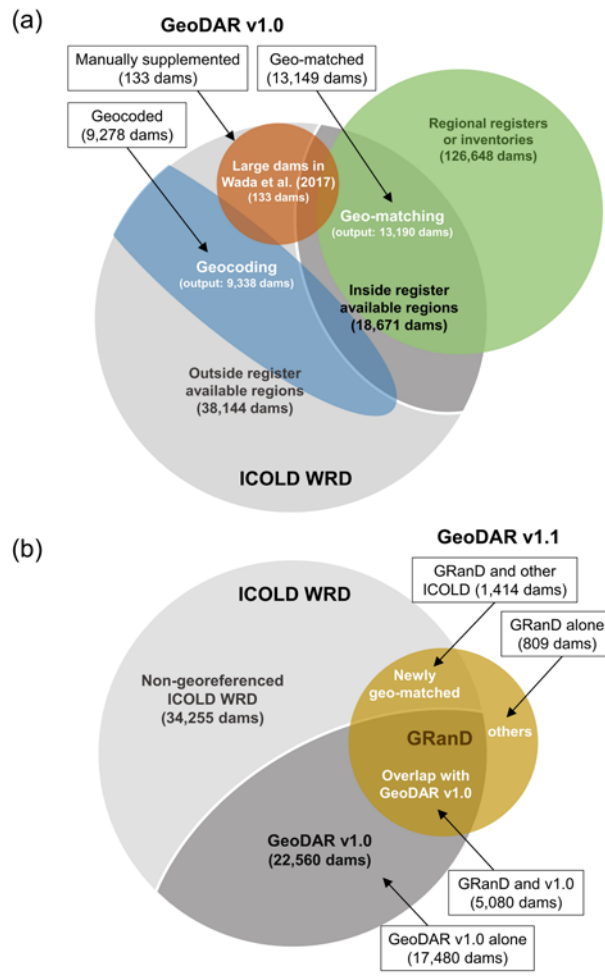 (a)
GeoDAR v1.0
Manually supplemented
(133 dams)
Geo-matched
(13,149 dams)
Geocoded
(9,278 dams)
Large dams in
Wada et al. (2017)
(133 dams)
Regional registers
or inventories
(126,648 dams)
Geo-matching
(output: 13,190 dams)
Geocoding
(output: 9,338 dams)
Inside register
available regions
(18,671 dams)
Outside register
available regions
(38,144 dams)
ICOLD WRD
(b)
GeoDAR v1.1
ICOLD WRD
GRanD and other
ICOLD (1,414 dams)
GRanD alone
(809 dams)
Newly
geo-matched
Non-georeferenced
ICOLD WRD
(34,255 dams)
GRanD
others
Overlap with
GeoDAR v1.0
GeoDAR v1.0
(22,560 dams)
GRanD and v1.0
(5,080 dams)
GeoDAR v1.0 alone
(17,480 dams)